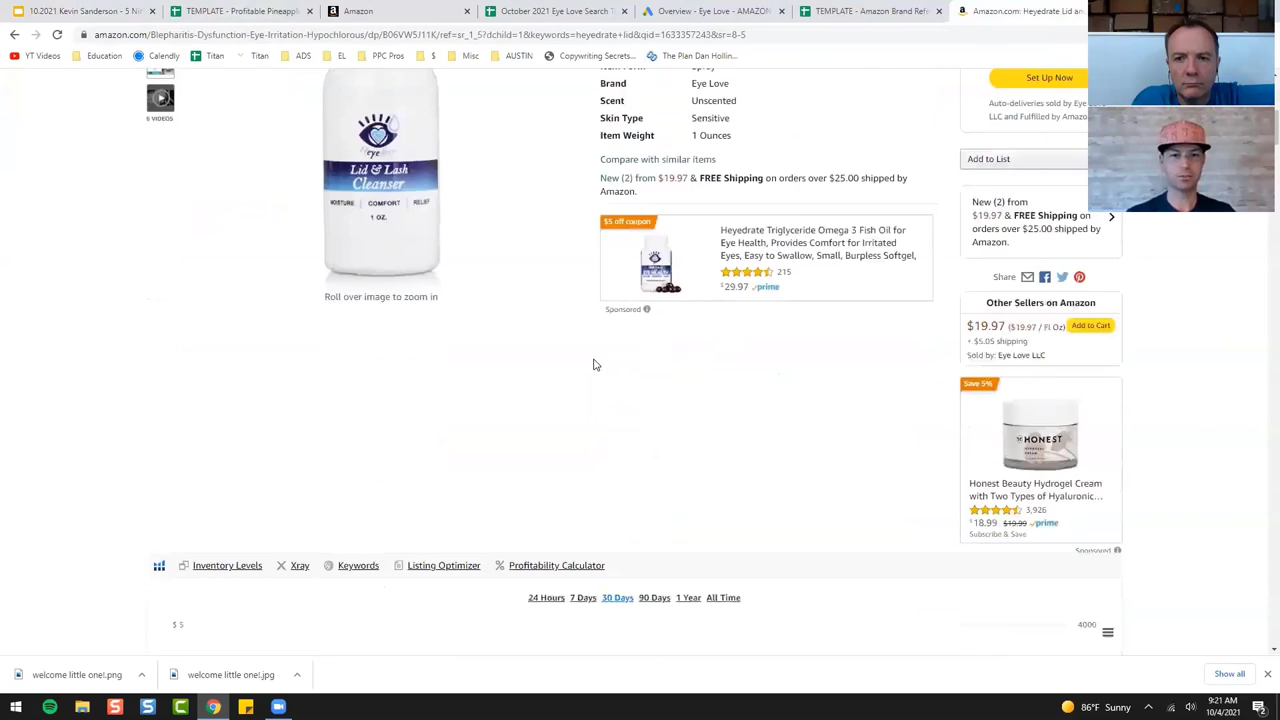 10.2021 Kevin Sanderson - 5 Nin
TEMPLATE - Profitable Pineapple
Amazon
October 2021 Eye Love Search T
Overview - Eye Love - AMAZON
TEMPLATE - Amazon Brand Refr
Amazon.com: Heyedrate Lid an
amazon.com/Blepharitis-Dysfunction-Eye-Irritation-Hypochlorous/dp/B06VW5J11K/ref=sr_1_5?dchild=1&keywords=heyedrate+lid&qid=1633357243&sr=8-5
YT Videos
Education
Calendly
Titan
Titan
ADS
EL
PPC Pros
$
Misc
AUSTIN
Copywriting Secrets...
The Plan Dan Hollin...
6 VIDEOS
eye
Lid & Lash
Cleanser
MOISTURE
COMFORT
RELIEF
1 OZ.
Roll over image to zoom in
Brand Eye Love
Scent Unscented
Skin Type Sensitive
Item Weight 1 Ounces
Compare with similar items
New (2) from $19.97 & FREE Shipping on orders over $25.00 shipped by
Amazon.
$5 off coupon
Heyedrate Triglyceride Omega 3 Fish Oil for
Eye Health, Provides Comfort for Irritated
Eyes, Easy to Swallow, Small, Burpless Softgel,
215
$29.97 prime
Sponsored
Set Up Now
Auto-deliveries sold by Eye L
LLC and Fulfilled by Amazo
Add to List
New (2) from
$19.97 & FREE Shipping on
orders over $25.00 shipped by
Amazon.
Share
Other Sellers on Amazon
$19.97 ($19.97 / Fl Oz) Add to Cart
+ $5.05 shipping
Sold by: Eye Love LLC
Save 5%
HONEST
Honest Beauty Hydrogel Cream
with Two Types of Hyaluronic...
3,926
$18.99 $19.99 prime
Subscribe & Save
Sponsored
Inventory Levels
Xray
Keywords
Listing Optimizer
Profitability Calculator
24 Hours 7 Days 30 Days 90 Days 1 Year All Time
$ 5
4000
welcome little one!.png
welcome little one!.jpg
Show all
86°F Sunny
9:21 AM
10/4/2021
2